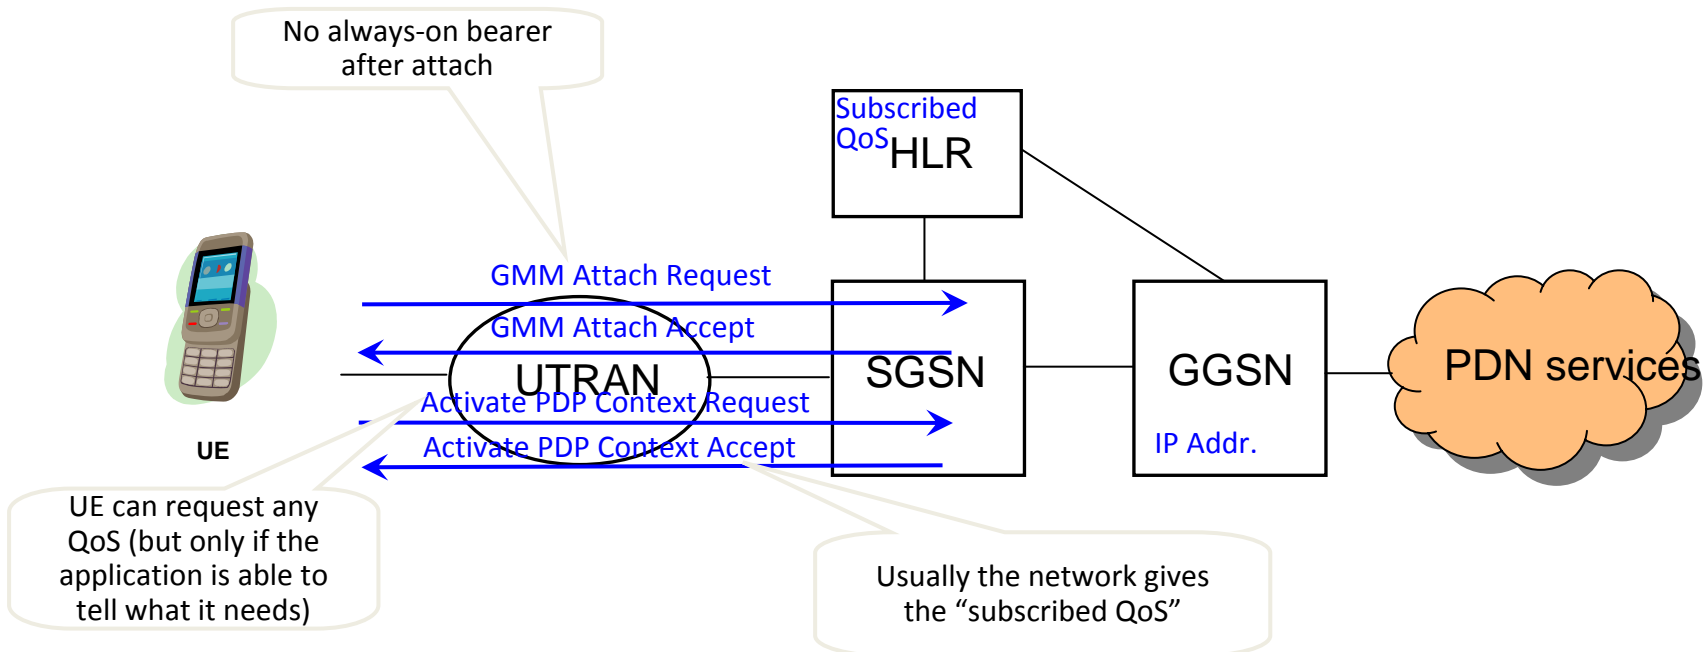 No always-on bearer
after attach
Subscribed
QoS
HLR
GMM Attach Request
GMM Attach Accept
UTRAN
SGSN
GGSN
PDN services
Activate PDP Context Request
Activate PDP Context Accept
IP Addr.
UE
UE can request any
QoS (but only if the
application is able to
tell what it needs)
Usually the network gives
the “subscribed QoS”